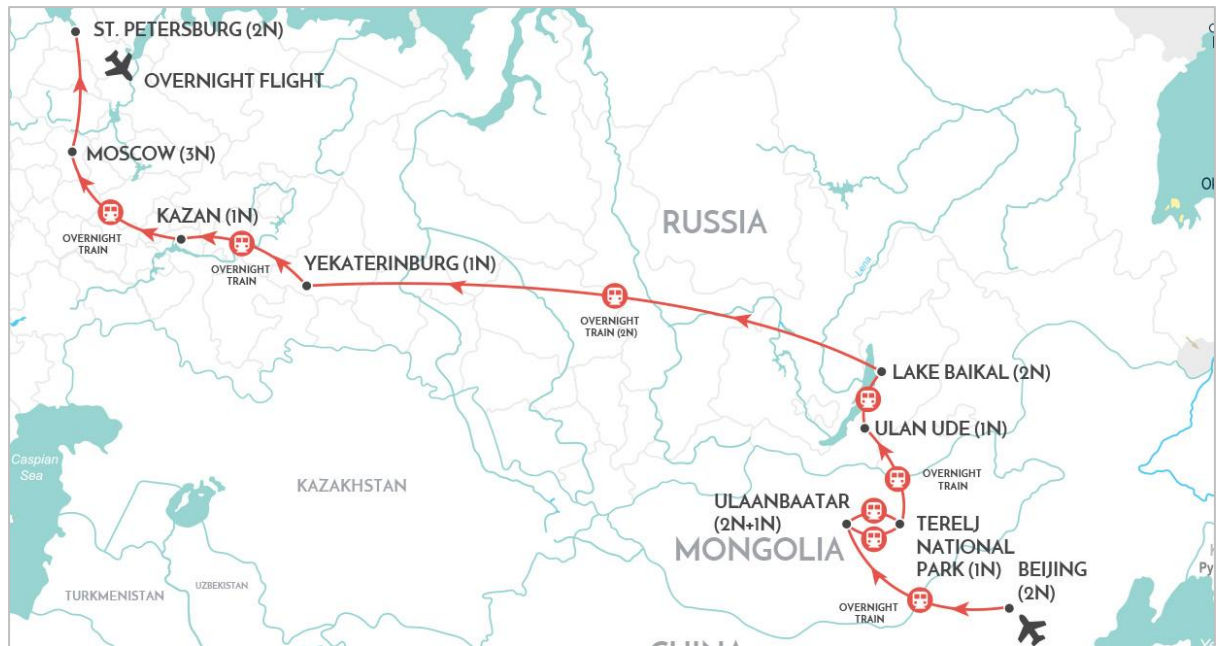 ST. PETERSBURG (2N)
OVERNIGHT FLIGHT
MOSCOW (3N)
KAZAN (1N)
OVERNIGHT
TRAIN
OVERNIGHT
TRAIN
YEKATERINBURG (1N)
RUSSIA
Lena
OVERNIGHT
TRAIN (2N)
LAKE BAIKAL (2N)
ULAN UDE (1N)
Caspian
Sea
KAZAKHSTAN
OVERNIGHT
TRAIN
ULAANBAATAR
(2N+1N)
MONGOLIA
TERELJ
NATIONAL
PARK (1N)
BEIJING
(2N)
OVERNIGHT
TRAIN
UZBEKISTAN
TURKMENISTAN
CHINA